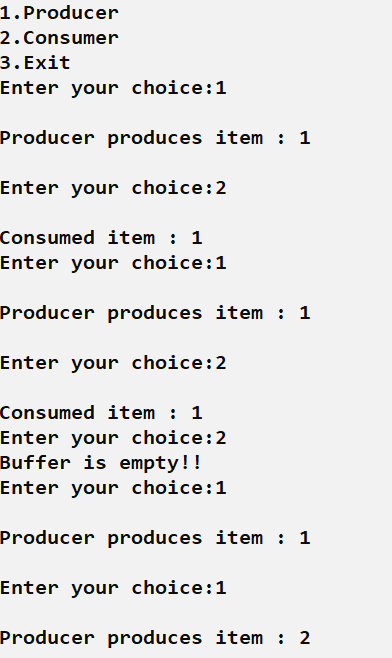 1.Producer
2.Consumer
3.Exit
Enter your choice:1
Producer produces item : 1
Enter your choice:2
Consumed item : 1
Enter your choice:1
Producer produces item : 1
Enter your choice:2
Consumed item : 1
Enter your choice:2
Buffer is empty!!
Enter your choice:1
Producer produces item : 1
Enter your choice:1
Producer produces item : 2